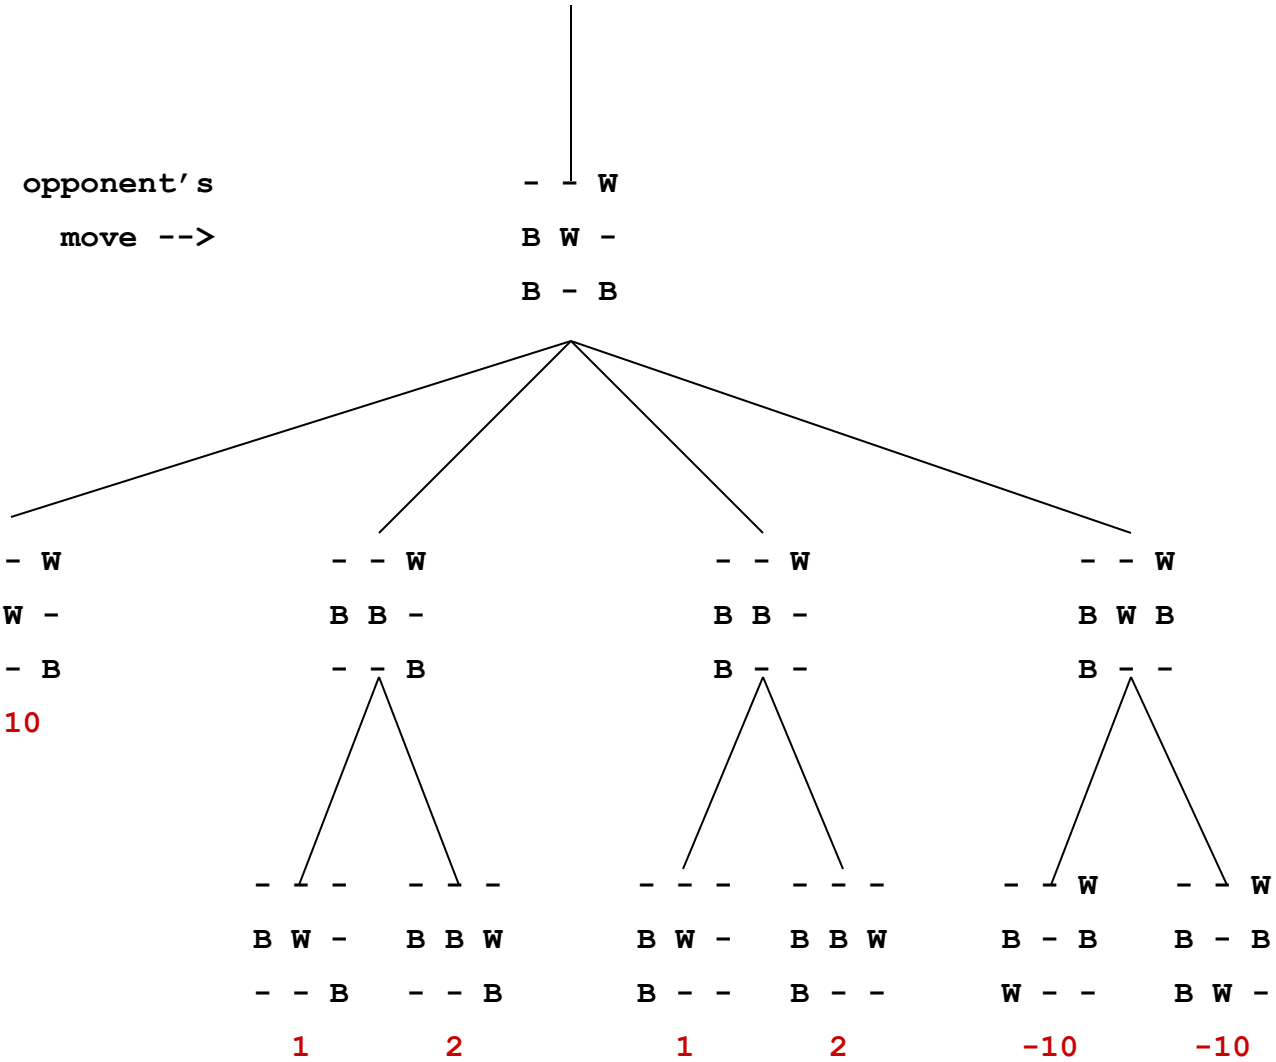 opponent's - - W
move --> B W -
B - B
- W - - W - - W - - W
W - B B - B B - B W B
- B - - B B - - B - -
10
- - - - - - - - - - - - - - W - - W
B W - B B W B W - B B W B - B B - B
- - B - - B B - - B - - W - - B W -
1 2 1 2 -10 -10